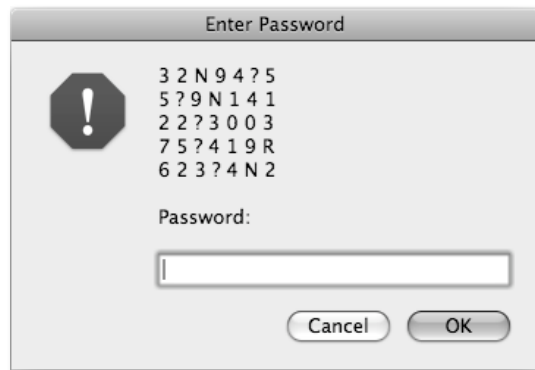 Enter Password
3 2 N 9 4 ? 5
5 ? 9 N 1 4 1
2 2 ? 3 0 0 3
7 5 ? 4 1 9 R
6 2 3 ? 4 N 2
Password:
Cancel
OK